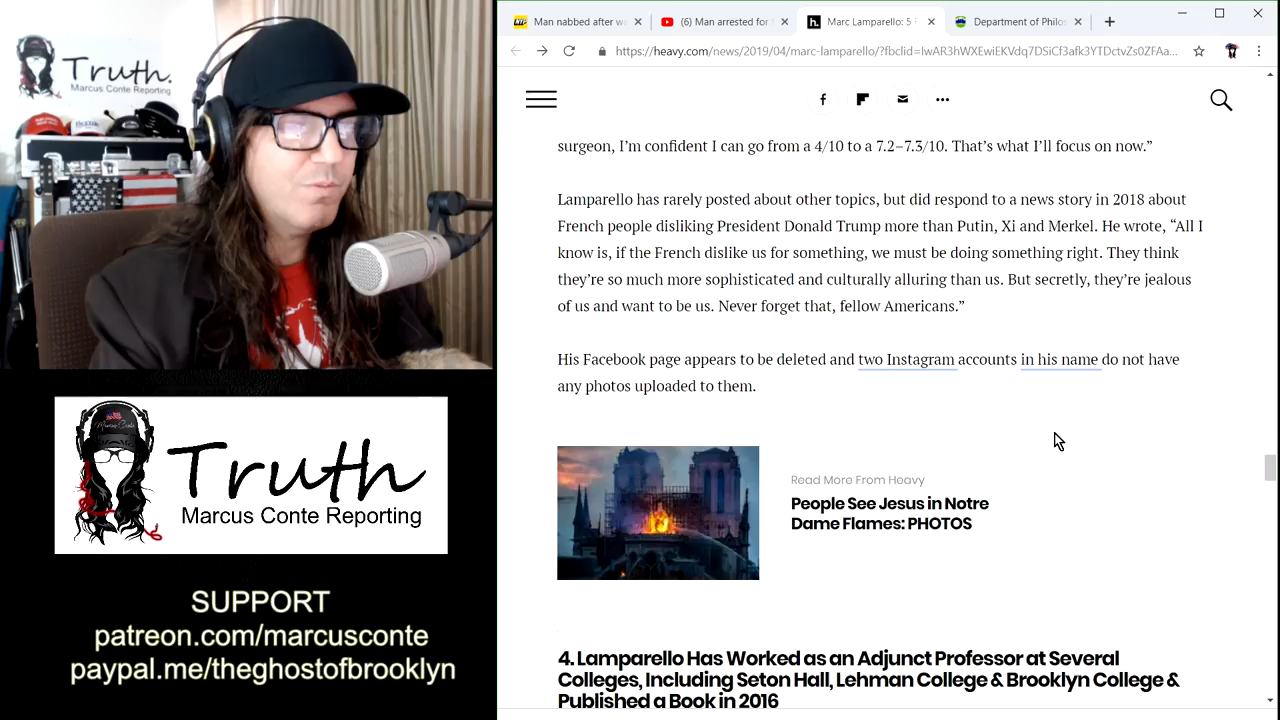 Truth.
Marcus Conte Reporting
Truth
Marcus Conte Reporting
SUPPORT
patreon.com/marcusconte
paypal.me/theghostofbrooklyn
Man nabbed after w
(6) Man arrested for
Marc Lamparello: 5
Department of Philos
https://heavy.com/news/2019/04/marc-lamparello/?fbclid=IwAR3hWXEwiEKVdq7DSiCf3afk3YTDctvZs0ZFAa...
surgeon, I’m confident I can go from a 4/10 to a 7.2–7.3/10. That’s what I’ll focus on now.”
Lamparello has rarely posted about other topics, but did respond to a news story in 2018 about
French people disliking President Donald Trump more than Putin, Xi and Merkel. He wrote, “All I
know is, if the French dislike us for something, we must be doing something right. They think
they’re so much more sophisticated and culturally alluring than us. But secretly, they’re jealous
of us and want to be us. Never forget that, fellow Americans.”
His Facebook page appears to be deleted and two Instagram accounts in his name do not have
any photos uploaded to them.
Read More From Heavy
People See Jesus in Notre
Dame Flames: PHOTOS
4. Lamparello Has Worked as an Adjunct Professor at Several
Colleges, Including Seton Hall, Lehman College & Brooklyn College &
Published a Book in 2016